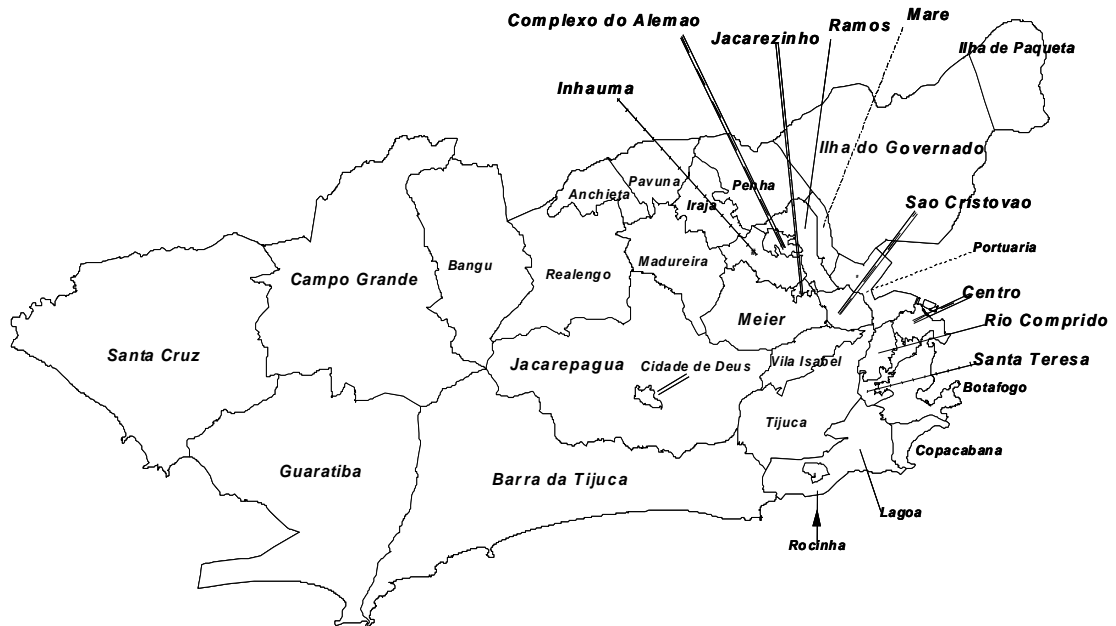 Complexo do Alemao
Mare
Ramos
Jacarezinho
Ilha de Paqueta
Inhauma
Ilha do Governado
Pavuna
Penha
Anchieta
Iraja
Sao Cristovao
Portuaria
Madureira
Bangu
Realengo
Campo Grande
Centro
Meier
Rio Comprido
Santa Cruz
Jacarepagua
Cidade de Deus
Vila Isabel
Santa Teresa
Botafogo
Tijuca
Copacabana
Guaratiba
Barra da Tijuca
Lagoa
Rocinha